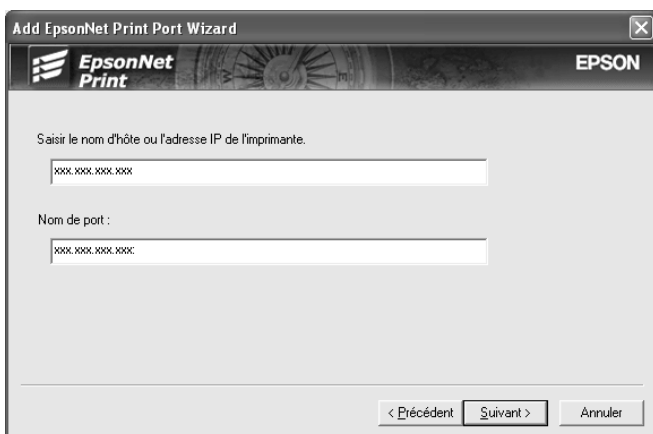 Add EpsonNet Print Port Wizard
EpsonNet
Print
EPSON
Saisir le nom d'hôte ou l'adresse IP de l'imprimante.
xxx.xxx.xxx.xxx
Nom de port :
xxx.xxx.xxx.xxx:
< Précédent
Suivant >
Annuler